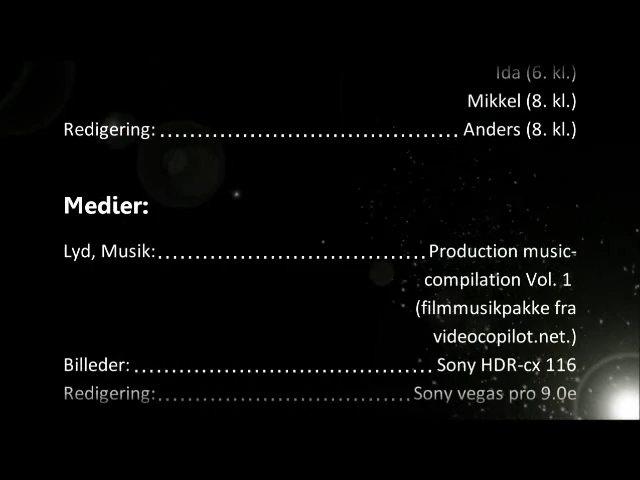 Ida (6. kl.)
Mikkel (8. kl.)
Redigering: ........................................ Anders (8. kl.)
Medier:
Lyd, Musik:.................................... Production music-
compilation Vol. 1
(filmmusikpakke fra
videocopilot.net.)
Billeder: ........................................ Sony HDR-cx 116
Redigering:.................................. Sony vegas pro 9.0e